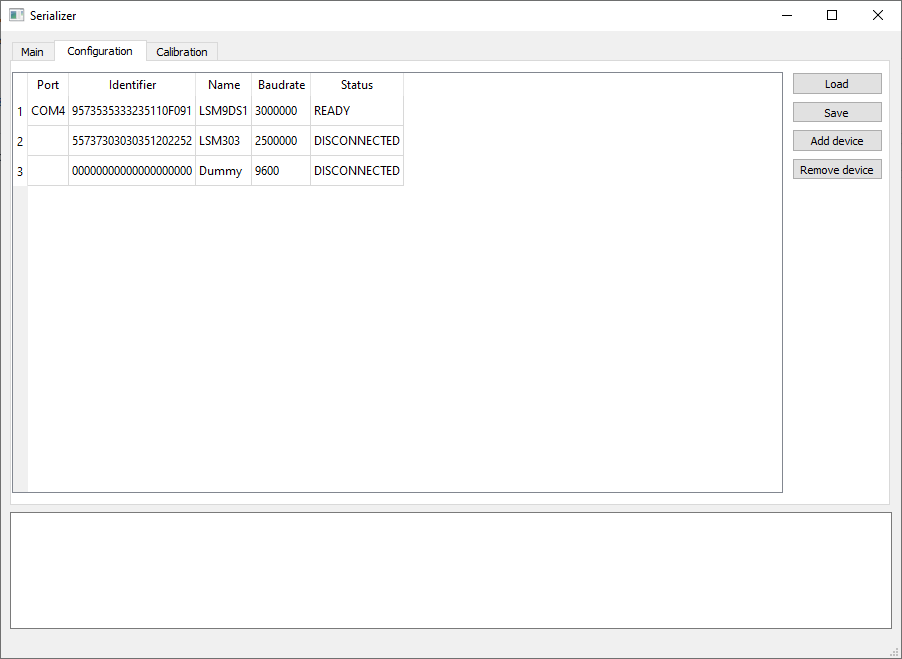 Serializer
Main Configuration Calibration
Port Identifier Name Baudrate Status
1 COM4 9573535333235110F091 LSM9DS1 3000000 READY
2 55737303030351202252 LSM303 2500000 DISCONNECTED
3 00000000000000000000 Dummy 9600 DISCONNECTED
Load
Save
Add device
Remove device